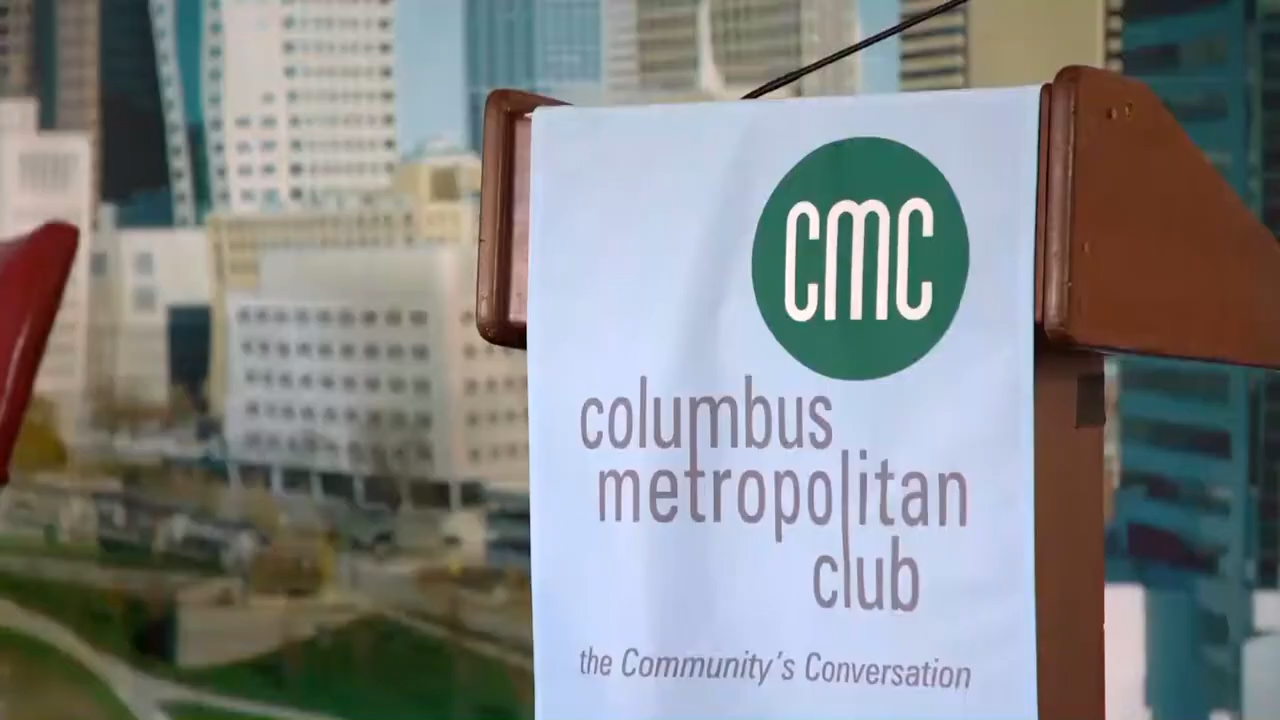 CMC
columbus
metropolitan
club
the Community's Conversation